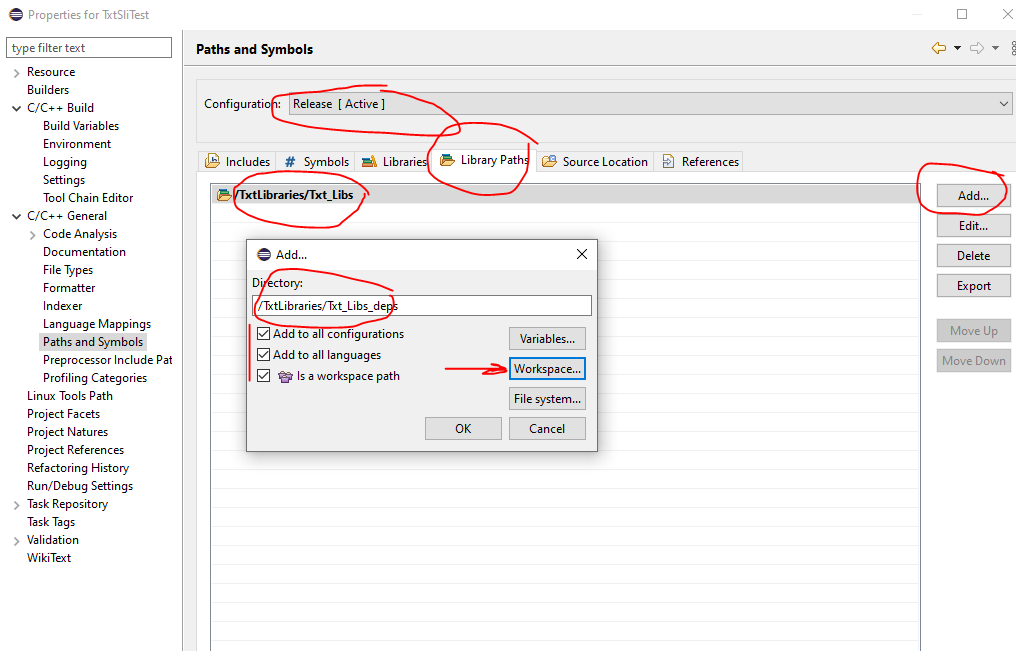 Properties for TxtSliTest
type filter text
Resource
Builders
C/C++ Build
Build Variables
Environment
Logging
Settings
Tool Chain Editor
C/C++ General
Code Analysis
Documentation
File Types
Formatter
Indexer
Language Mappings
Paths and Symbols
Preprocessor Include Pat
Profiling Categories
Linux Tools Path
Project Facets
Project Natures
Project References
Refactoring History
Run/Debug Settings
Task Repository
Task Tags
Validation
WikiText
Paths and Symbols
Configuration: Release [ Active ]
Includes # Symbols Libraries Library Paths Source Location References
/TxtLibraries/Txt_Libs
Add...
Edit...
Delete
Export
Move Up
Move Down
Add...
Directory:
/TxtLibraries/Txt_Libs_deps
Add to all configurations
Add to all languages
Is a workspace path
Variables...
Workspace...
File system...
OK Cancel